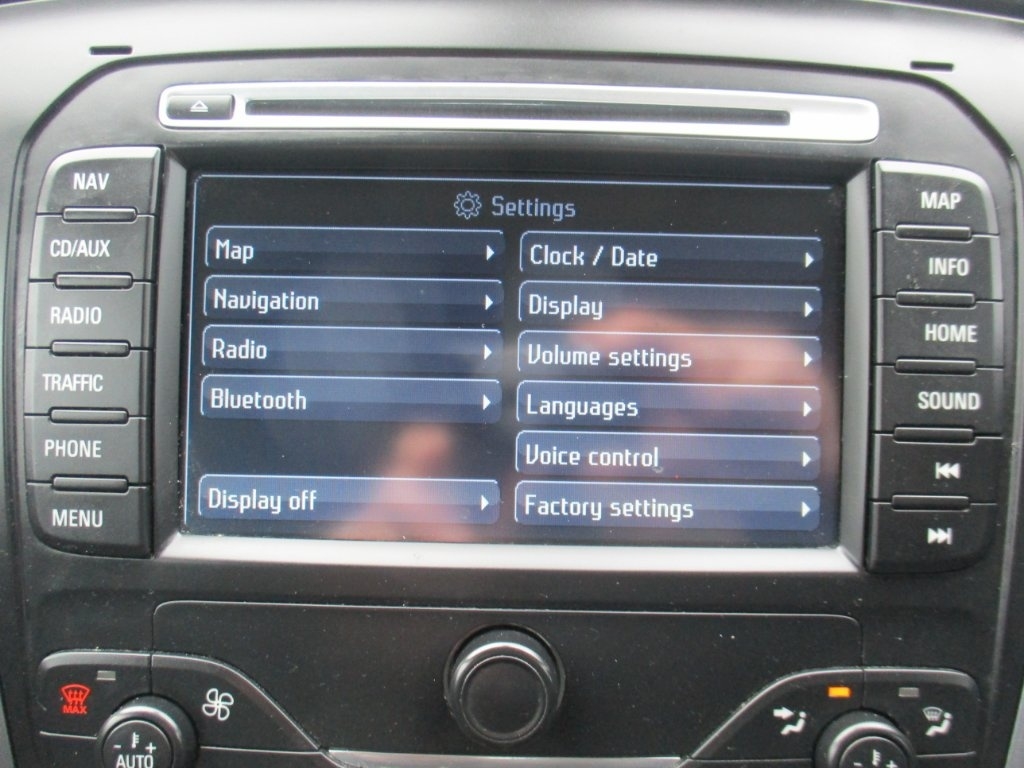 NAV
CD/AUX
RADIO
TRAFFIC
PHONE
MENU
Settings
Map
Navigation
Radio
Bluetooth
Display off
Clock / Date
Display
Volume settings
Languages
Voice control
Factory settings
MAP
INFO
HOME
SOUND
MAX
- +
AUTO
- +